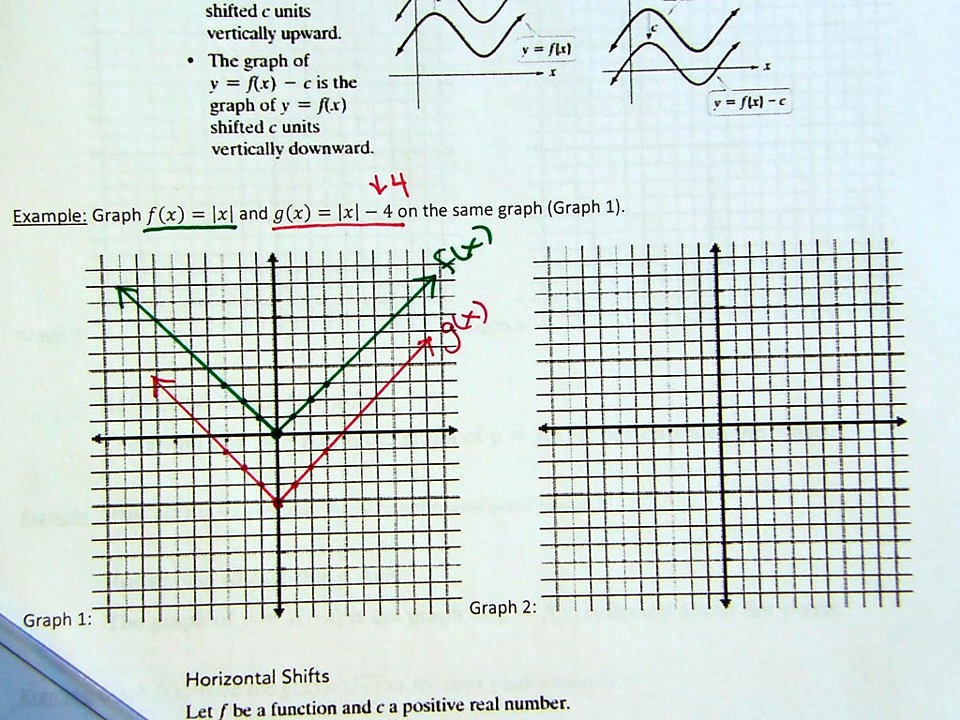 shifted c units
vertically upward.
• The graph of
y = f(x) − c is the
graph of y = f(x)
shifted c units
vertically downward.
y = f(x)
x
c
x
y = f(x) − c
↓4
Example: Graph f(x) = |x| and g(x) = |x| − 4 on the same graph (Graph 1).
f(x)
g(x)
Graph 1:
Graph 2:
Horizontal Shifts
Let f be a function and c a positive real number.